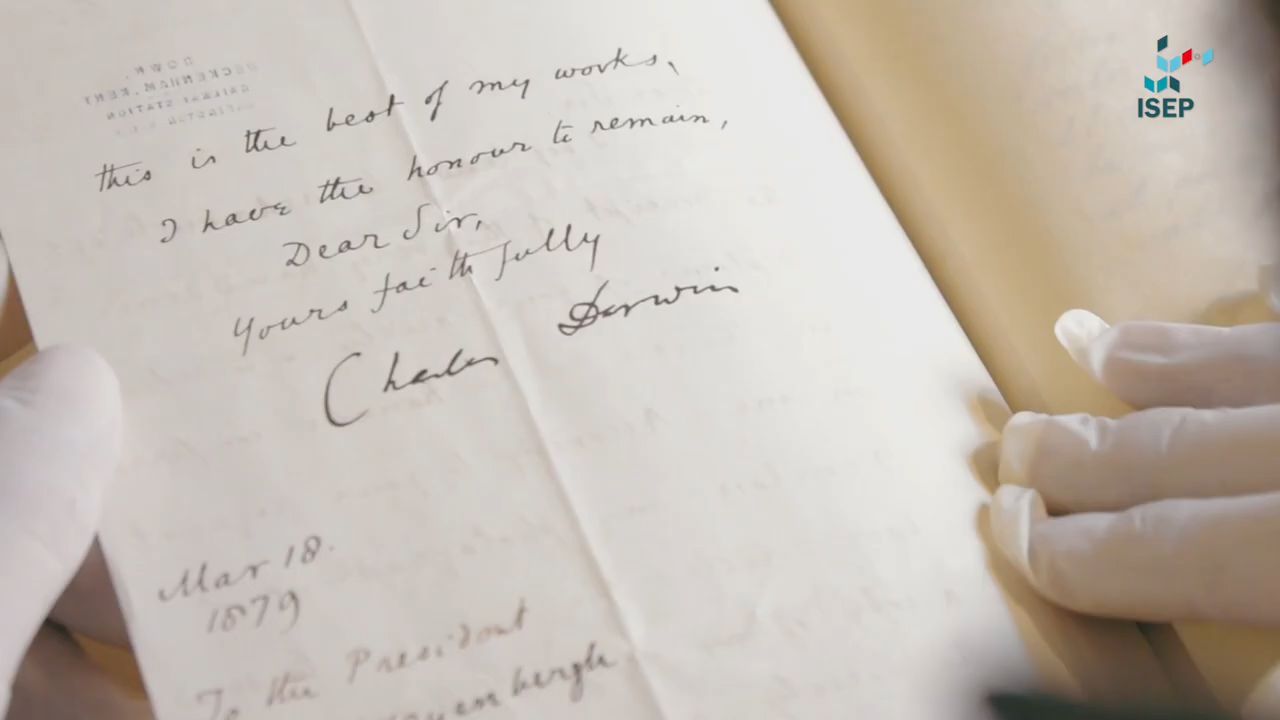 this is the best of my works,
I have the honour to remain,
Dear Sir,
Yours faithfully
Charles Darwin
Mar 18.
1879
To the President
ISEP